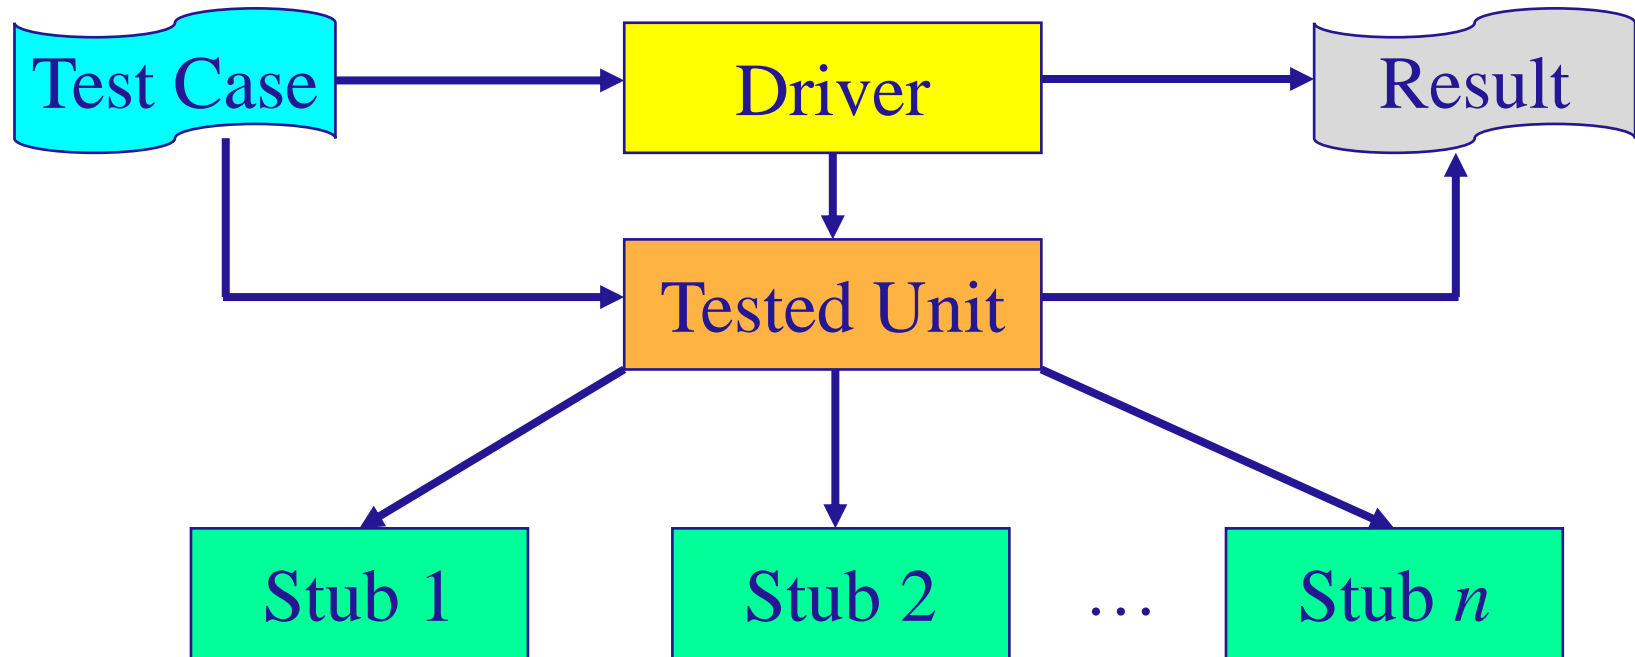 Test Case
Driver
Result
Tested Unit
Stub 1
Stub 2
…
Stub n